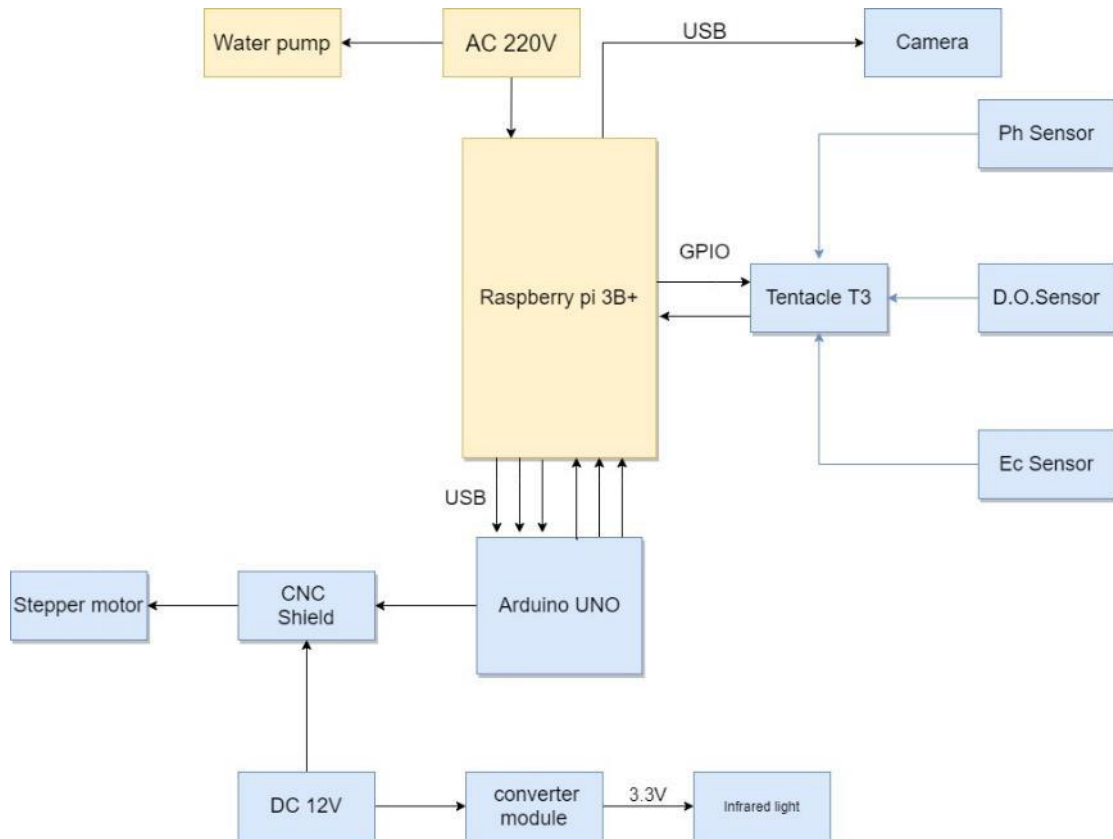 Water pump
AC 220V
USB
Camera
Ph Sensor
GPIO
Raspberry pi 3B+
Tentacle T3
D.O.Sensor
Ec Sensor
USB
Stepper motor
CNC
Shield
Arduino UNO
DC 12V
converter
module
3.3V
Infrared light